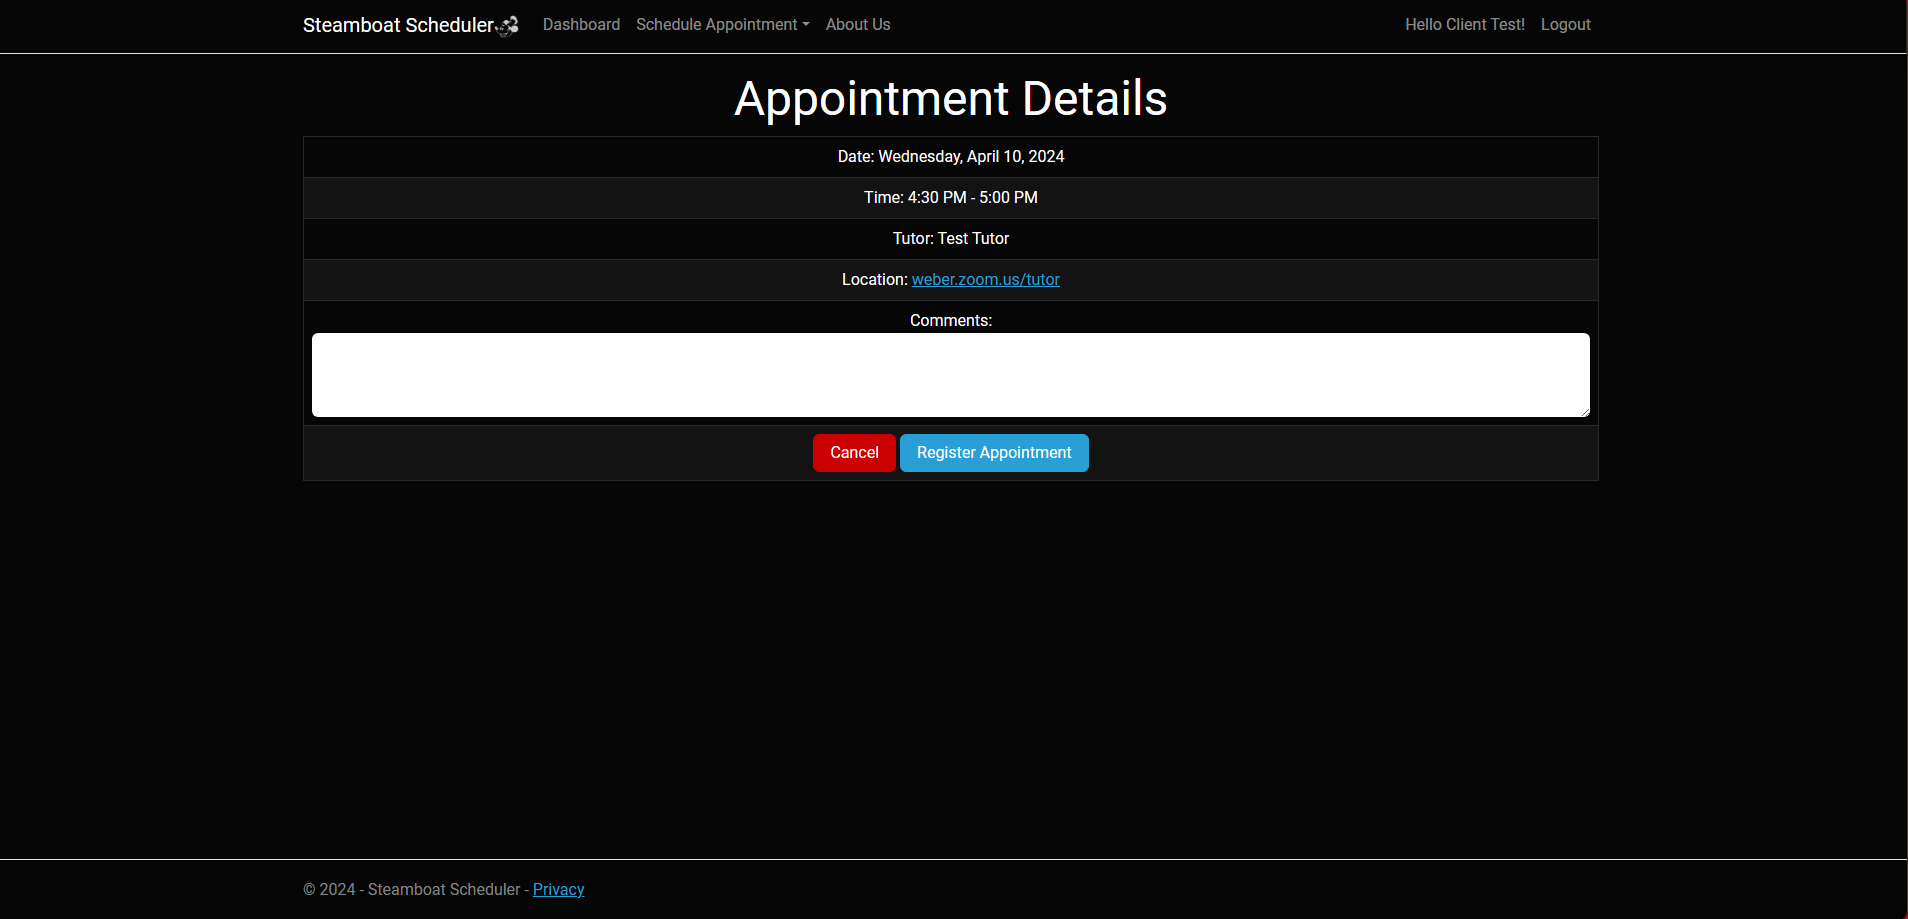 Steamboat Scheduler Dashboard Schedule Appointment About Us Hello Client Test! Logout
Appointment Details
Date: Wednesday, April 10, 2024
Time: 4:30 PM - 5:00 PM
Tutor: Test Tutor
Location: weber.zoom.us/tutor
Comments:
Cancel Register Appointment
© 2024 - Steamboat Scheduler - Privacy